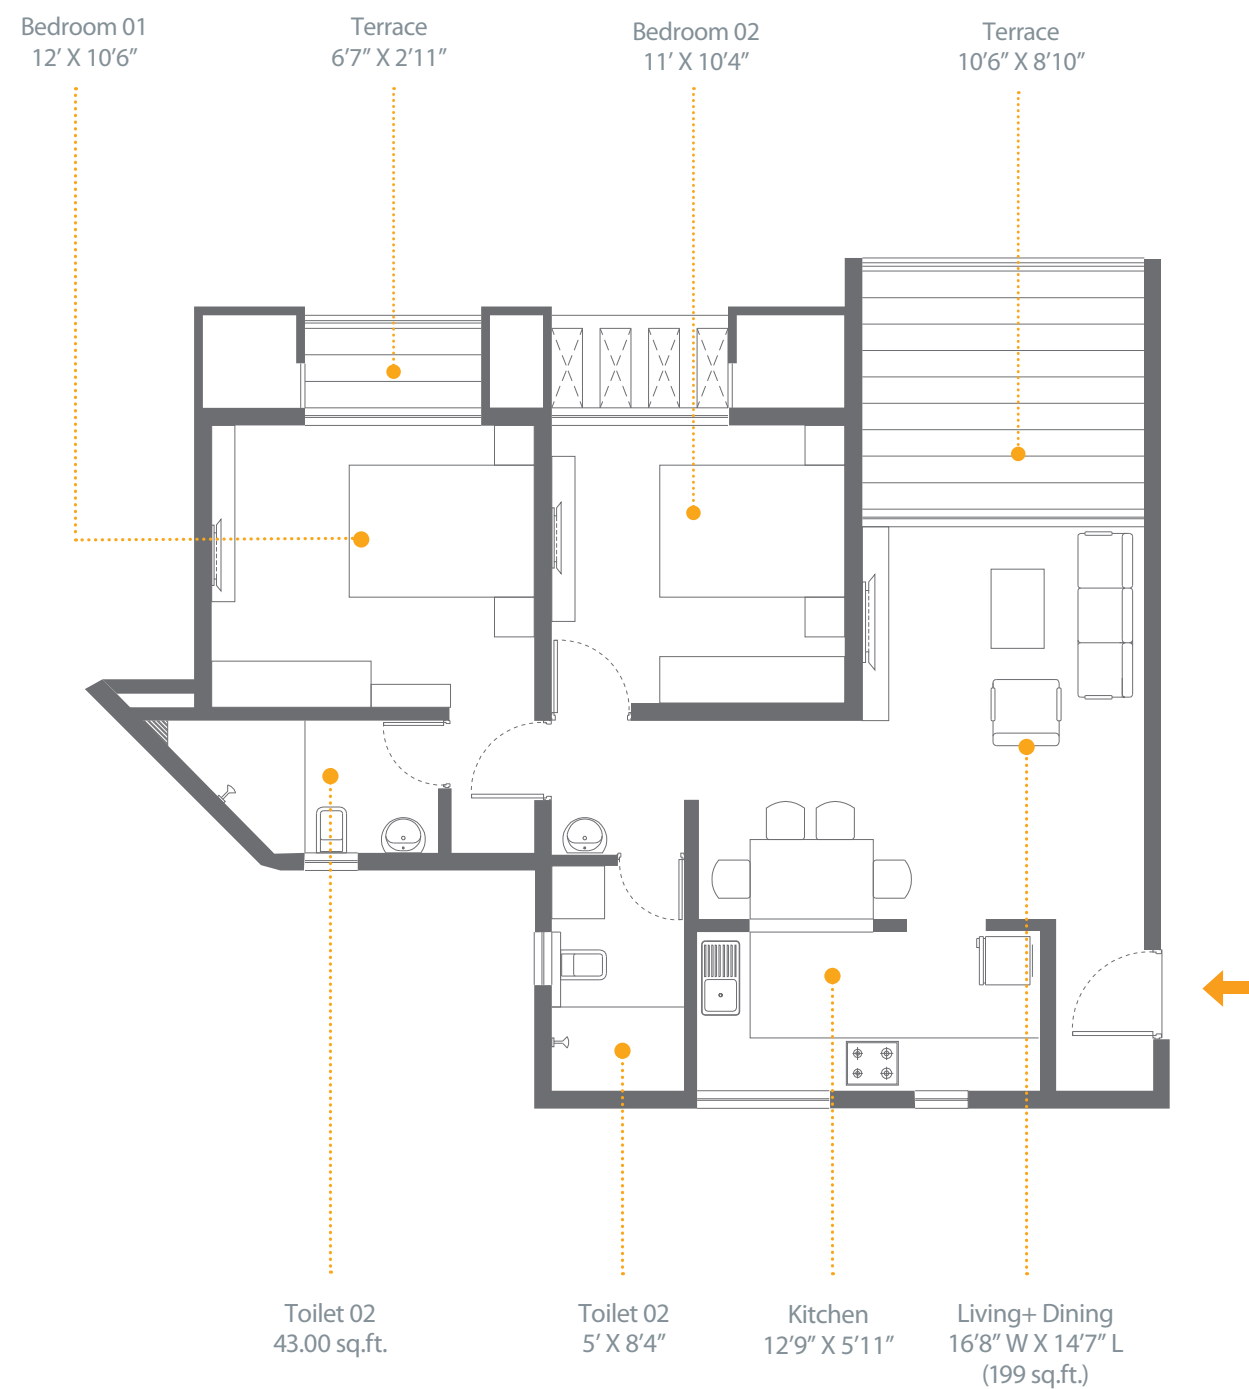 Bedroom 01
12’ X 10’6”
Terrace
6’7” X 2’11”
Bedroom 02
11’ X 10’4”
Terrace
10’6” X 8’10”
Toilet 02
43.00 sq.ft.
Toilet 02
5’ X 8’4”
Kitchen
12’9” X 5’11”
Living+ Dining
16’8” W X 14’7” L
(199 sq.ft.)